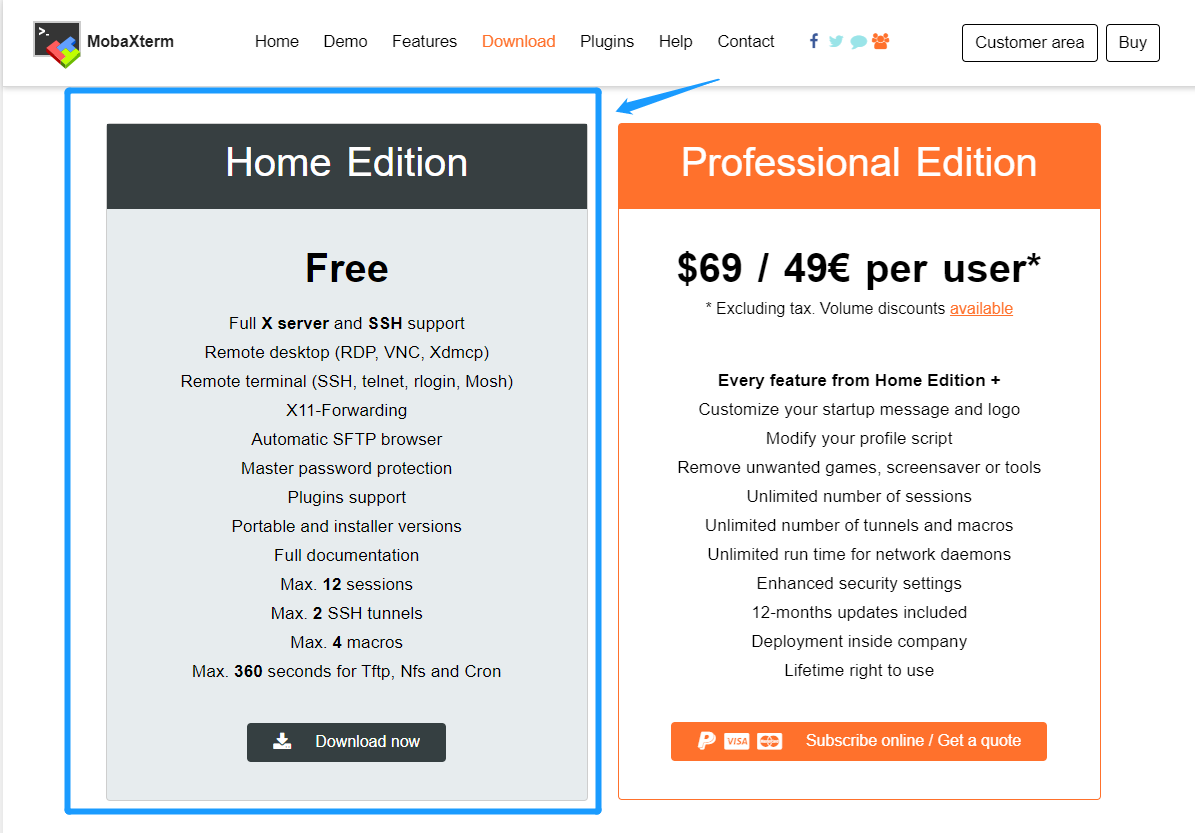 >_
MobaXterm
Home Demo Features Download Plugins Help Contact
Customer area
Buy
Home Edition
Free
Full X server and SSH support
Remote desktop (RDP, VNC, Xdmcp)
Remote terminal (SSH, telnet, rlogin, Mosh)
X11-Forwarding
Automatic SFTP browser
Master password protection
Plugins support
Portable and installer versions
Full documentation
Max. 12 sessions
Max. 2 SSH tunnels
Max. 4 macros
Max. 360 seconds for Tftp, Nfs and Cron
Download now
Professional Edition
$69 / 49€ per user*
* Excluding tax. Volume discounts available
Every feature from Home Edition +
Customize your startup message and logo
Modify your profile script
Remove unwanted games, screensaver or tools
Unlimited number of sessions
Unlimited number of tunnels and macros
Unlimited run time for network daemons
Enhanced security settings
12-months updates included
Deployment inside company
Lifetime right to use
VISA Subscribe online / Get a quote